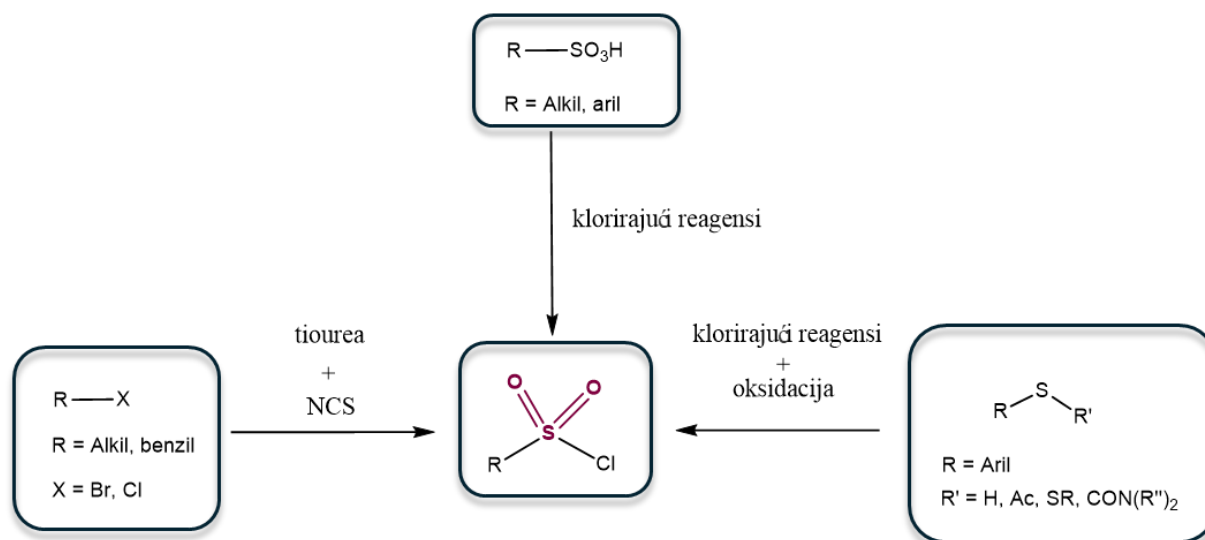 R—SO₃H
R = Alkil, aril
klorirajući reagensi
tiourea
+
NCS
klorirajući reagensi
+
oksidacija
R—X
R = Alkil, benzil
X = Br, Cl
O O
S
R Cl
S
R R'
R = Aril
R' = H, Ac, SR, CON(R'')₂